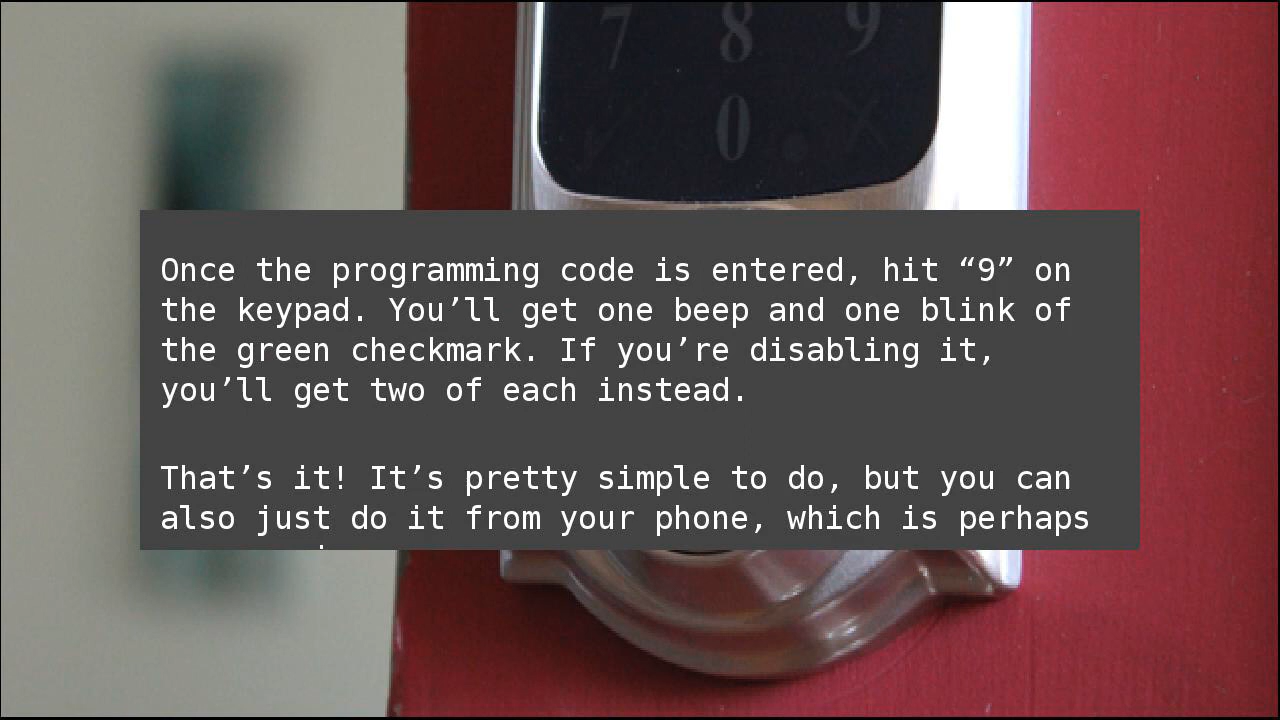 7 8 9
0
Once the programming code is entered, hit “9” on
the keypad. You’ll get one beep and one blink of
the green checkmark. If you’re disabling it,
you’ll get two of each instead.
That’s it! It’s pretty simple to do, but you can
also just do it from your phone, which is perhaps